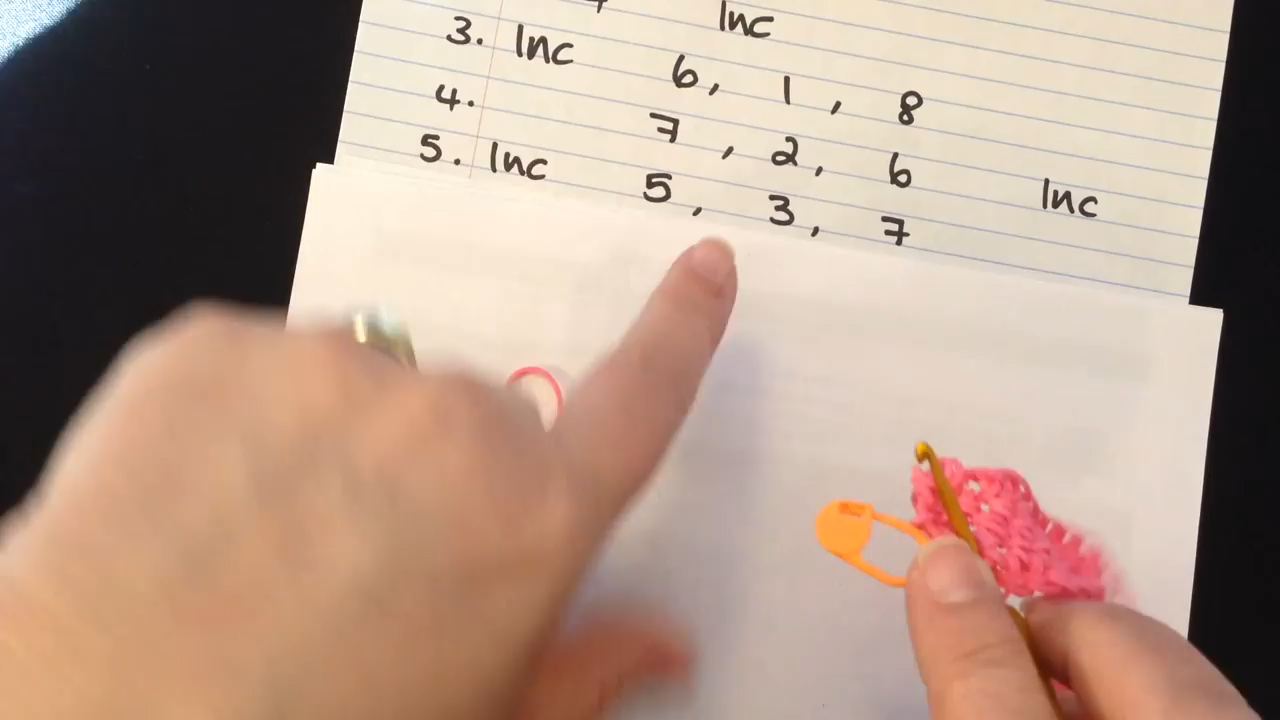 Inc
3. Inc 6, 1, 8
4. 7, 2, 6 Inc
5. Inc 5, 3, 7